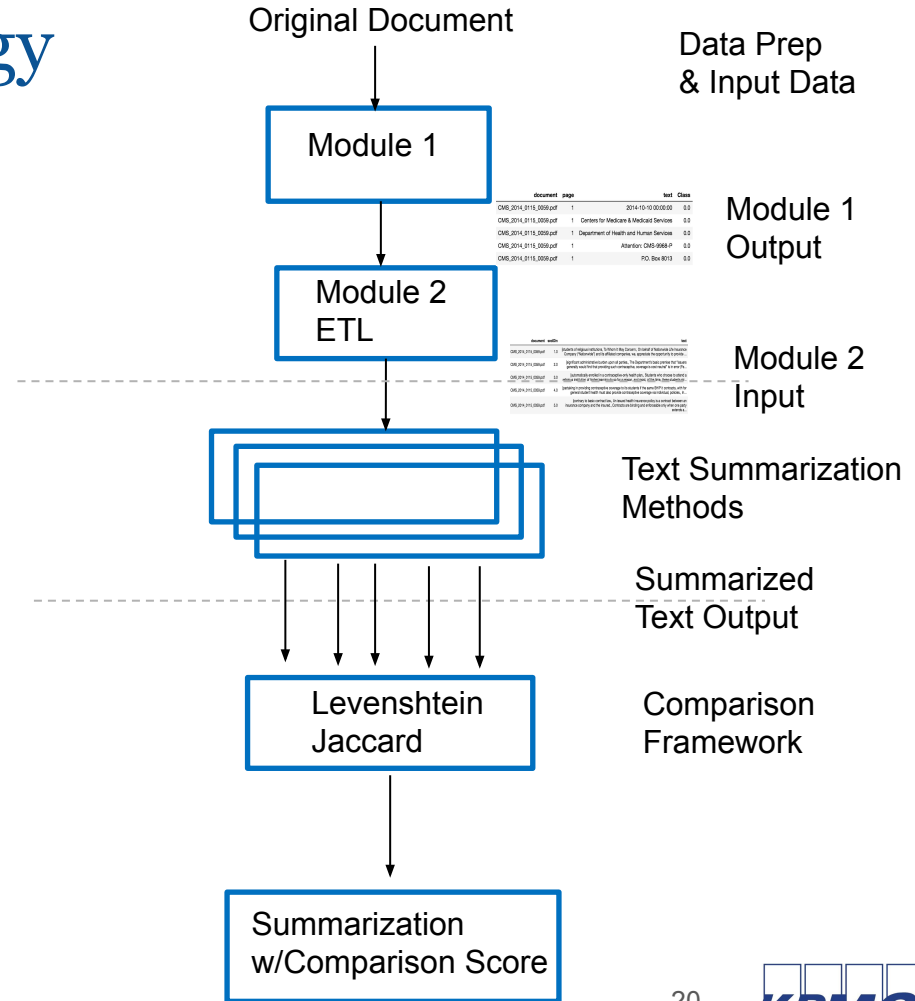 gy
Original Document
Data Prep
& Input Data
Module 1
document page text Class
CMS_2014_0115_0059.pdf 1 2014-10-10 00:00:00 0.0
CMS_2014_0115_0059.pdf 1 Centers for Medicare & Medicaid Services 0.0
CMS_2014_0115_0059.pdf 1 Department of Health and Human Services 0.0
CMS_2014_0115_0059.pdf 1 Attention: CMS-9968-P 0.0
CMS_2014_0115_0059.pdf 1 P.O. Box 8013 0.0
Module 1
Output
Module 2
ETL
document text
Module 2
Input
Text Summarization
Methods
Summarized
Text Output
Levenshtein
Jaccard
Comparison
Framework
Summarization
w/Comparison Score
20
KPMG